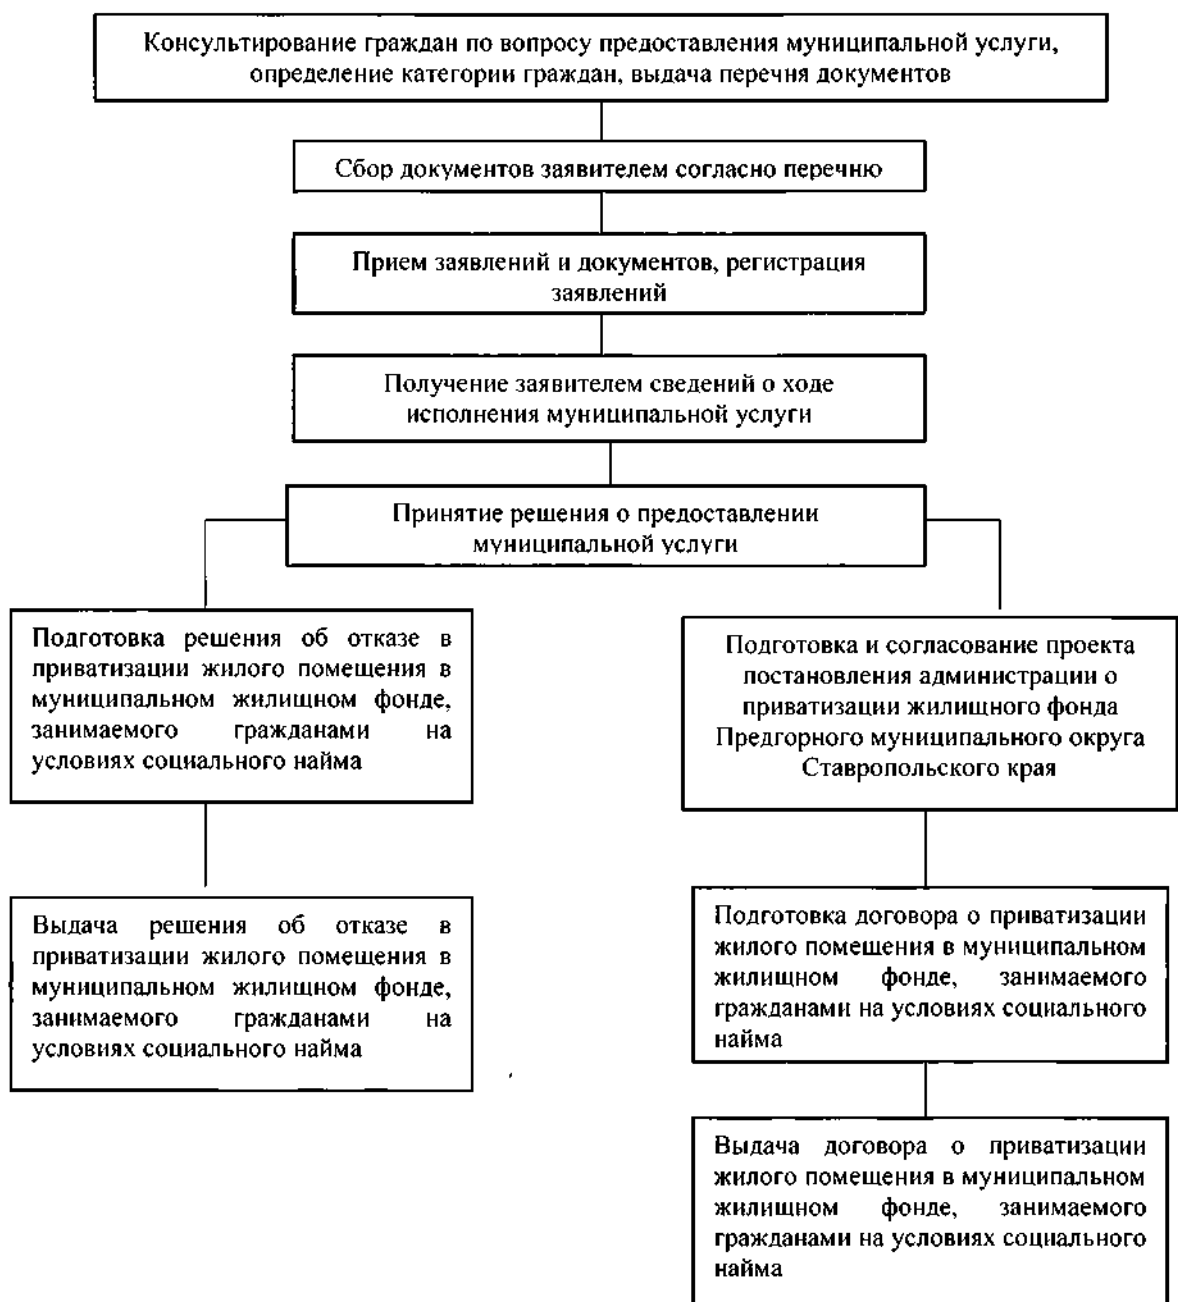 Консультирование граждан по вопросу предоставления муниципальной услуги,
определение категории граждан, выдача перечня документов
Сбор документов заявителем согласно перечню
Прием заявлений и документов, регистрация
заявлений
Получение заявителем сведений о ходе
исполнения муниципальной услуги
Принятие решения о предоставлении
муниципальной услуги
Подготовка решения об отказе в
приватизации жилого помещения в
муниципальном жилищном фонде,
занимаемого гражданами на
условиях социального найма
Выдача решения об отказе в
приватизации жилого помещения в
муниципальном жилищном фонде,
занимаемого гражданами на
условиях социального найма
Подготовка и согласование проекта
постановления администрации о
приватизации жилищного фонда
Предгорного муниципального округа
Ставропольского края
Подготовка договора о приватизации
жилого помещения в муниципальном
жилищном фонде, занимаемого
гражданами на условиях социального
найма
Выдача договора о приватизации
жилого помещения в муниципальном
жилищном фонде, занимаемого
гражданами на условиях социального
найма